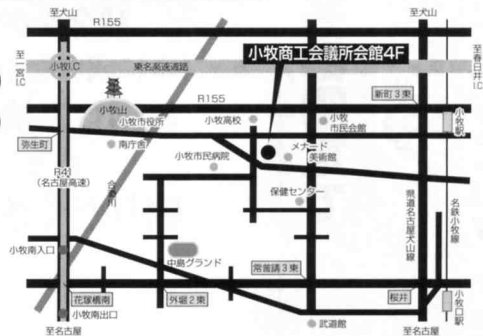 至犬山
R155
至犬山
小牧商工会議所会館4F
至一宮I.C
小牧I.C
東名高速道路
至春日井I.C
新町3東
小牧山
R155
小牧市役所
小牧高校
小牧市民会館
小牧駅
弥生町
南庁舎
メナード美術館
小牧市民病院
R41
(名古屋高速)
合瀬川
保健センター
県道名古屋犬山線
名鉄小牧線
小牧南入口
中島グランド
常普請3東
花塚橋南
外堀2東
桜井
小牧口駅
小牧南出口
武道館
至名古屋
至名古屋